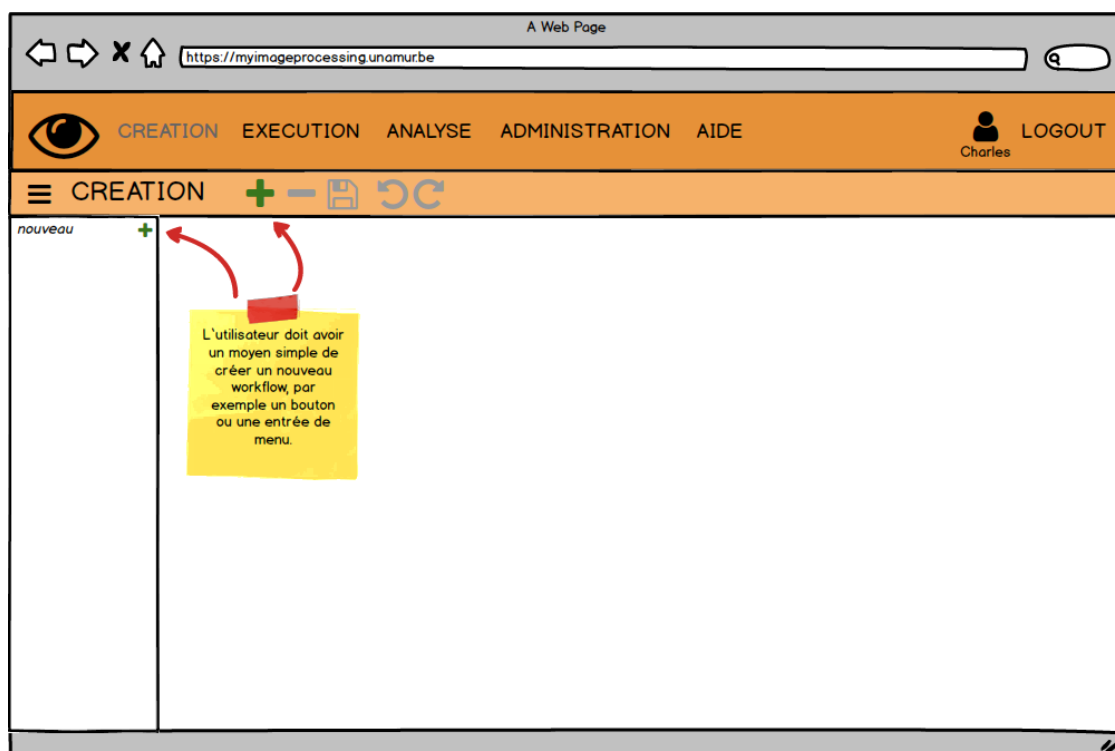 A Web Page
https://myimageprocessing.unamur.be
CREATION EXECUTION ANALYSE ADMINISTRATION AIDE LOGOUT
Charles
CREATION
nouveau
L'utilisateur doit avoir
un moyen simple de
créer un nouveau
workflow, par
exemple un bouton
ou une entrée de
menu.